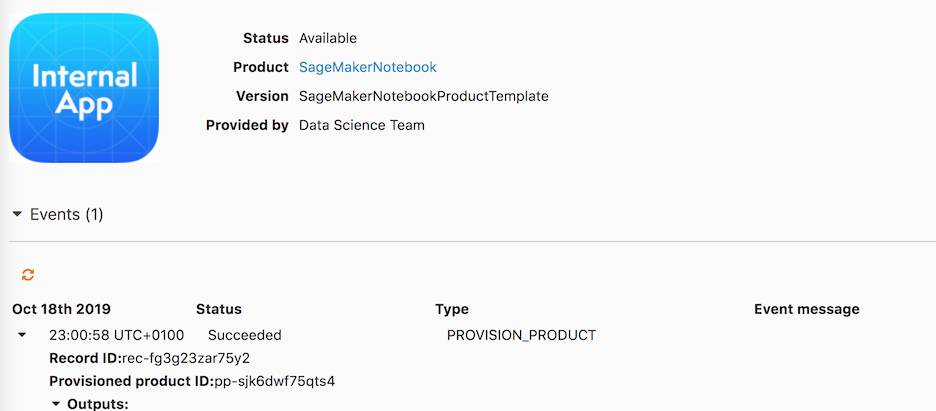 Internal
App
Status Available
Product SageMakerNotebook
Version SageMakerNotebookProductTemplate
Provided by Data Science Team
Events (1)
Oct 18th 2019 Status Type Event message
23:00:58 UTC+0100 Succeeded PROVISION_PRODUCT
Record ID:rec-fg3g23zar75y2
Provisioned product ID:pp-sjk6dwf75qts4
Outputs: